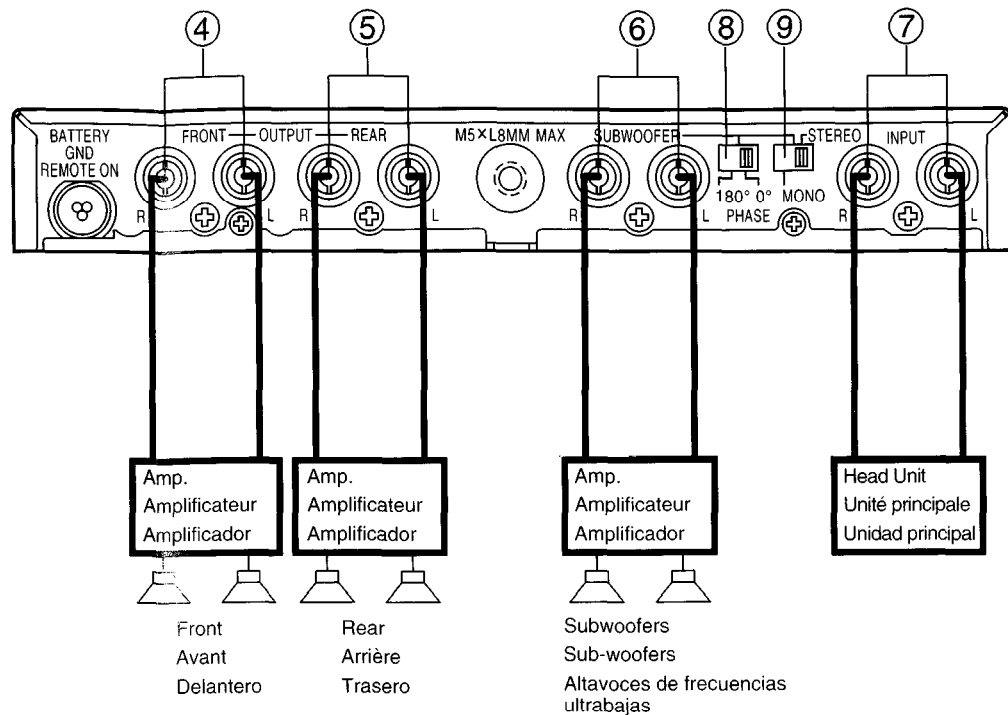 ④ ⑤ ⑥ ⑧ ⑨ ⑦
BATTERY
GND
REMOTE ON
FRONT OUTPUT REAR
M5×L8MM MAX
SUBWOOFER
STEREO
INPUT
180° 0° MONO
PHASE
R L R L R L R L
Amp.
Amplificateur
Amplificador
Amp.
Amplificateur
Amplificador
Amp.
Amplificateur
Amplificador
Head Unit
Unité principale
Unidad principal
Front
Avant
Delantero
Rear
Arrière
Trasero
Subwoofers
Sub-woofers
Altavoces de frecuencias
ultrabajas